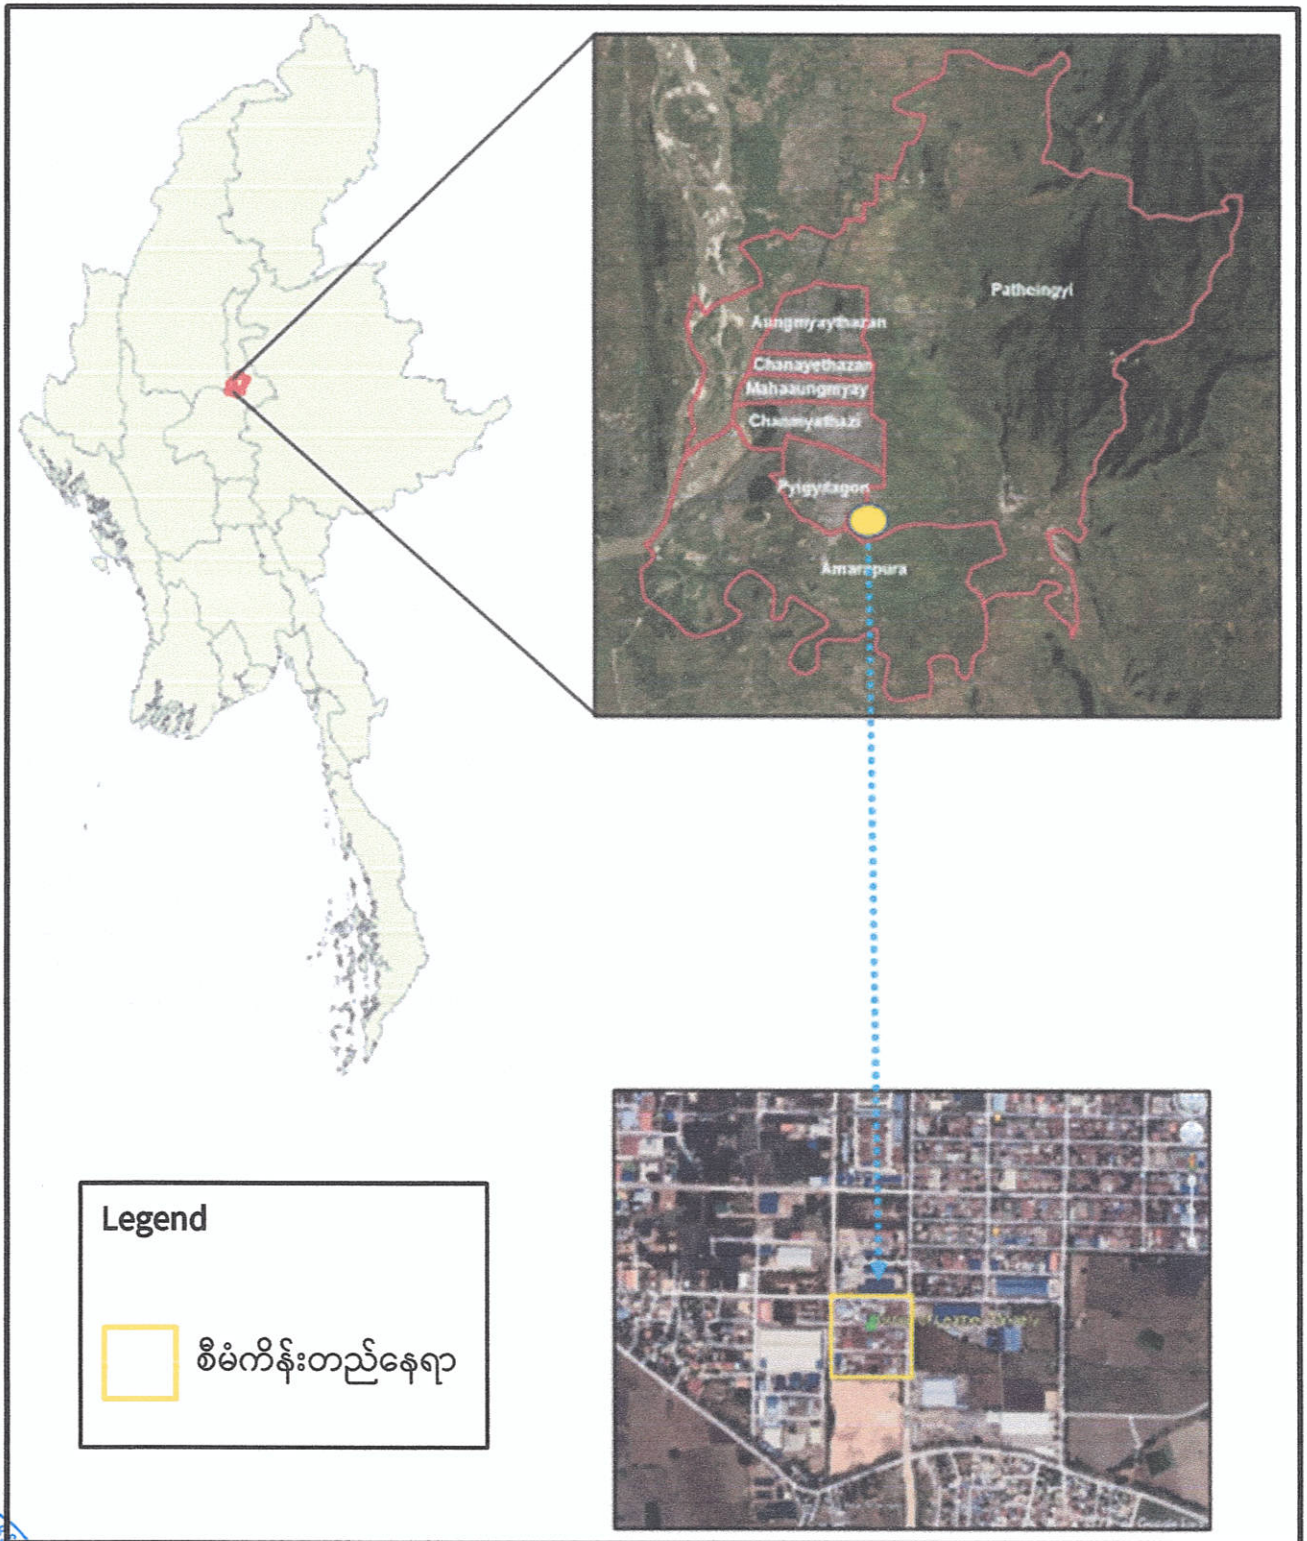 Patheingyi
Aungmyaythazan
Chanayethazan
Mahaaungmyay
Chanmyathazi
Pyigyitagon
Amarapura
Legend
စီမံကိန်းတည်နေရာ